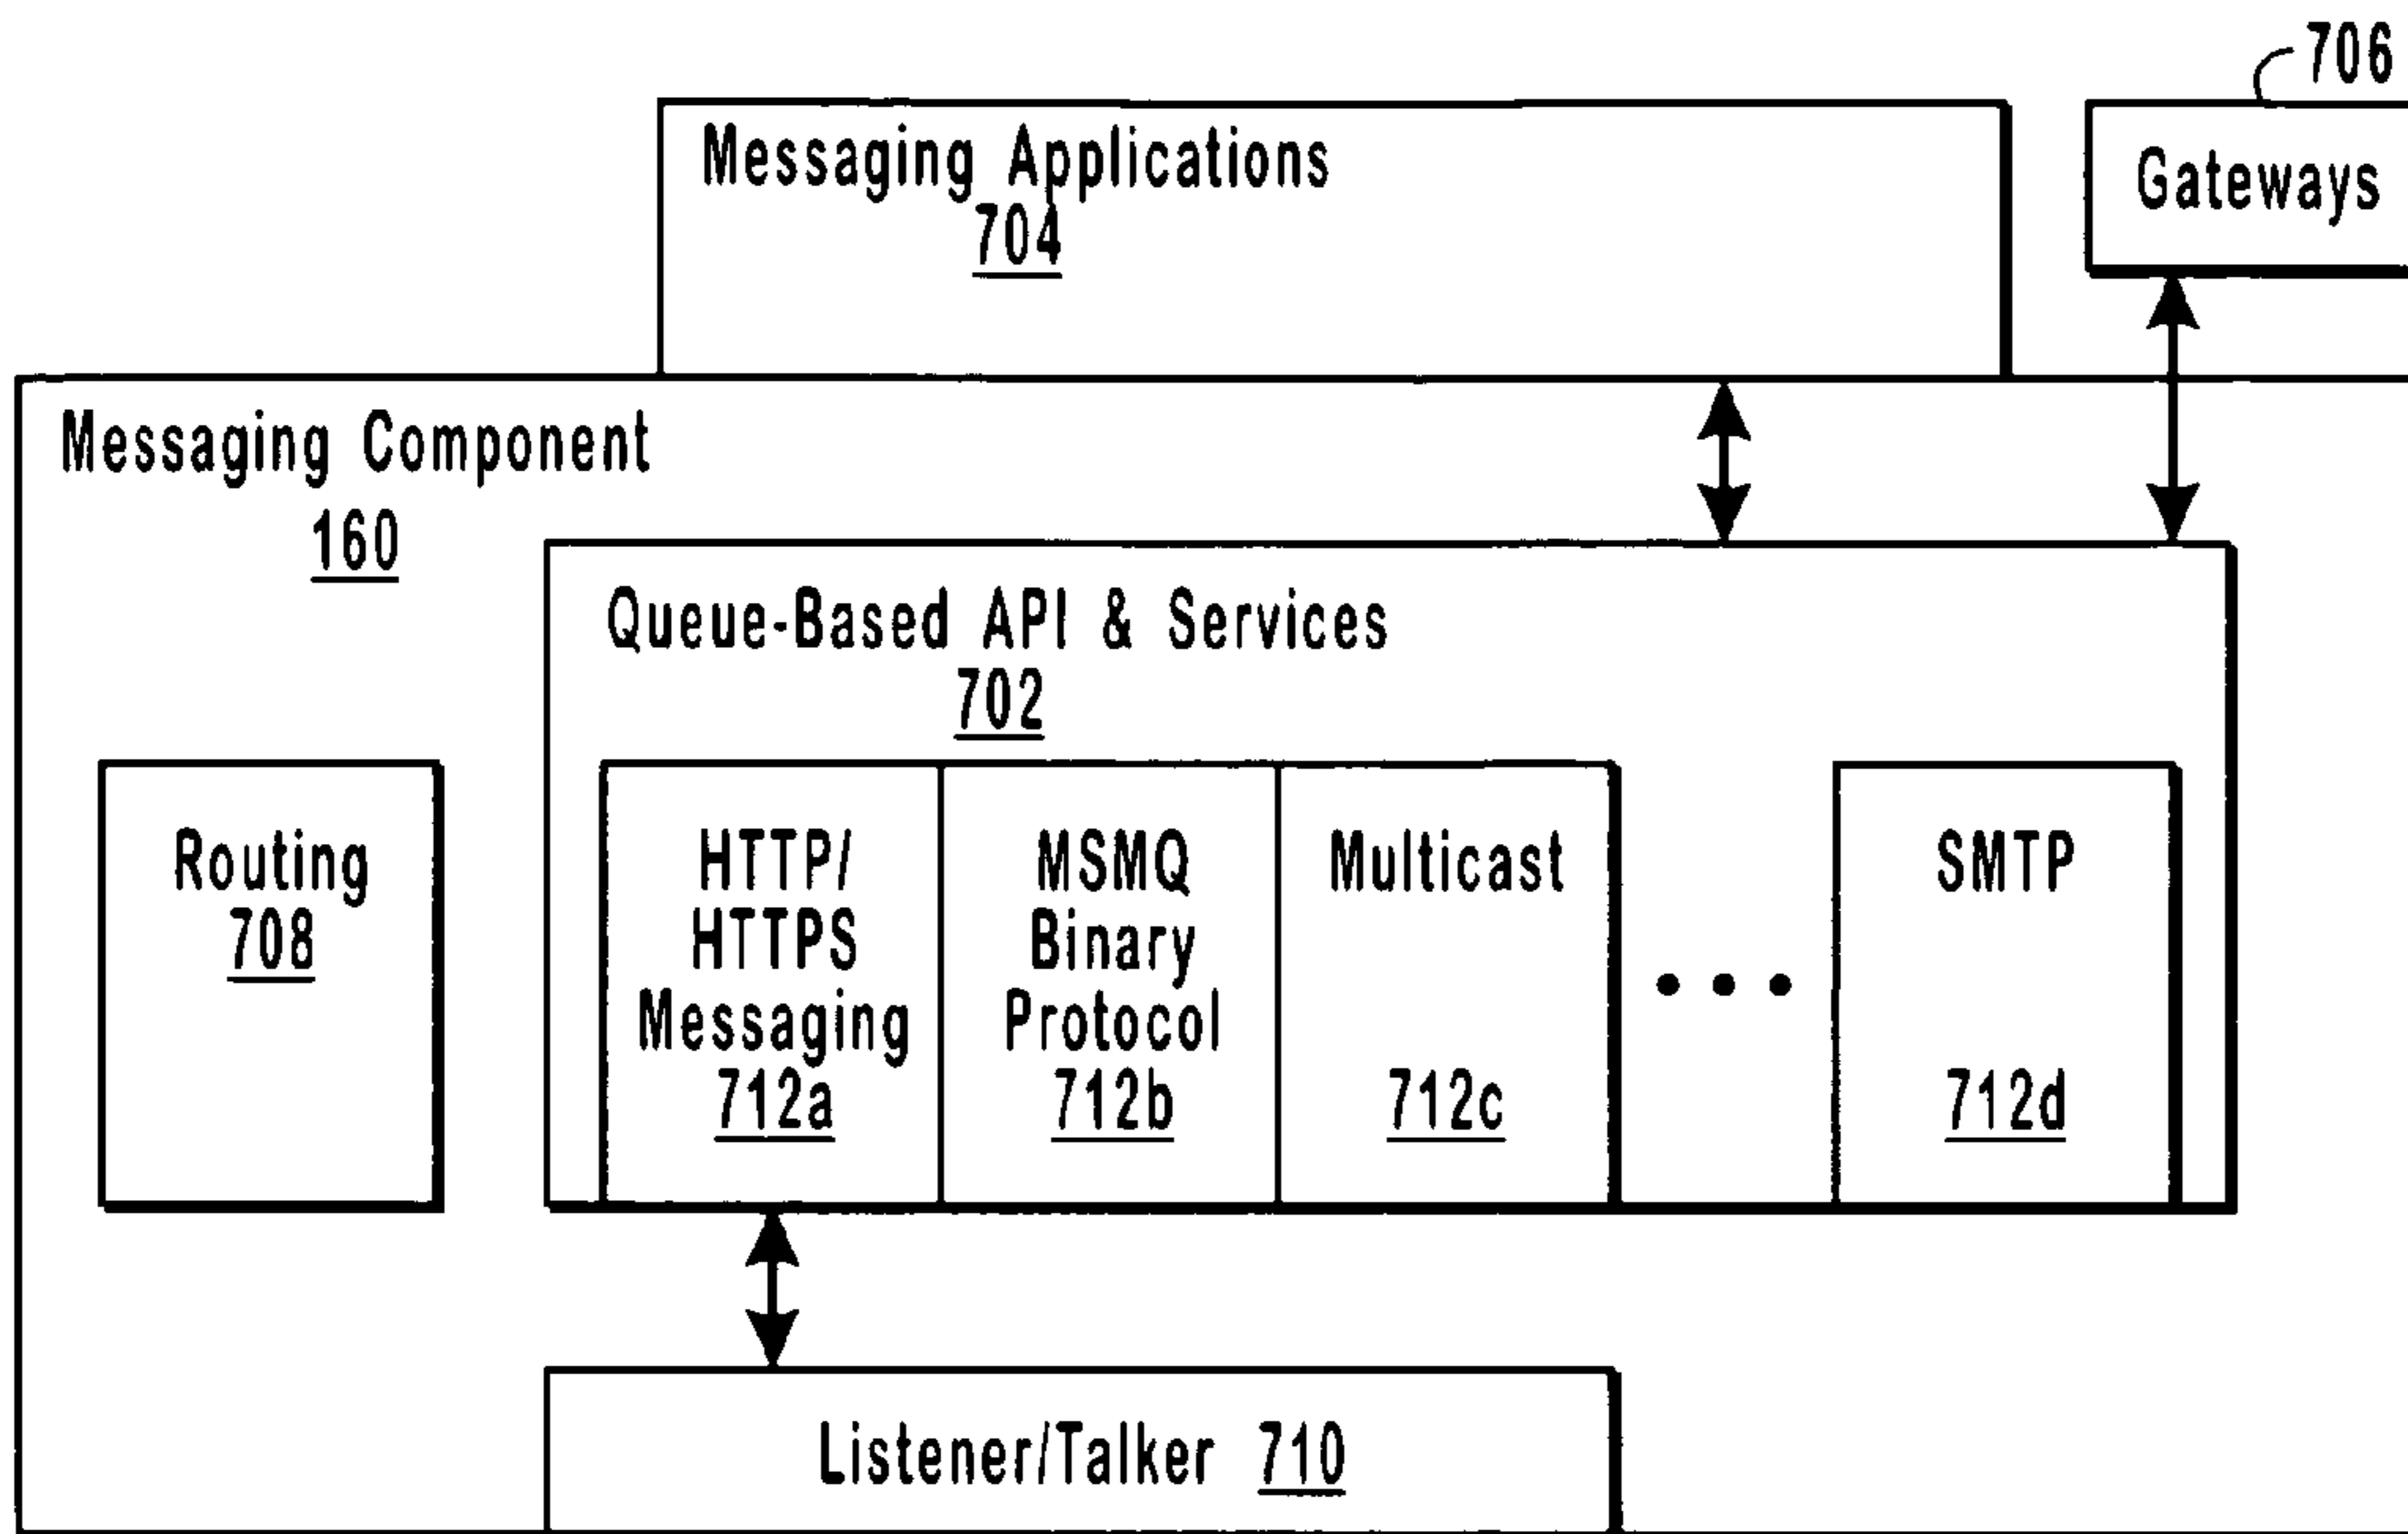 706
Messaging Applications
704
Gateways
Messaging Component
160
Queue-Based API & Services
702
Routing
708
HTTP/
HTTPS
Messaging
712a
MSMQ
Binary
Protocol
712b
Multicast
712c
SMTP
712d
Listener/Talker 710